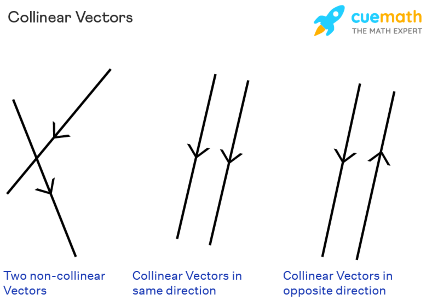 Collinear Vectors
cuemath
THE MATH EXPERT
Two non-collinear
Vectors
Collinear Vectors in
same direction
Collinear Vectors in
opposite direction